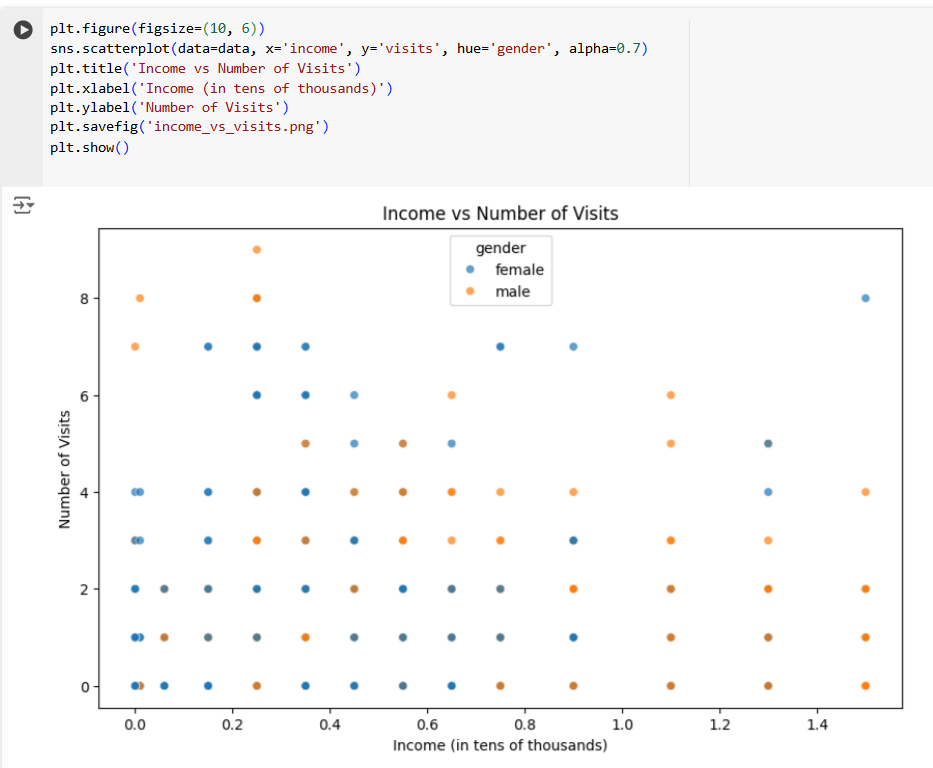 plt.figure(figsize=(10, 6))
sns.scatterplot(data=data, x='income', y='visits', hue='gender', alpha=0.7)
plt.title('Income vs Number of Visits')
plt.xlabel('Income (in tens of thousands)')
plt.ylabel('Number of Visits')
plt.savefig('income_vs_visits.png')
plt.show()
Income vs Number of Visits
gender
female
male
8
6
4
2
0
Number of Visits
0.0 0.2 0.4 0.6 0.8 1.0 1.2 1.4
Income (in tens of thousands)